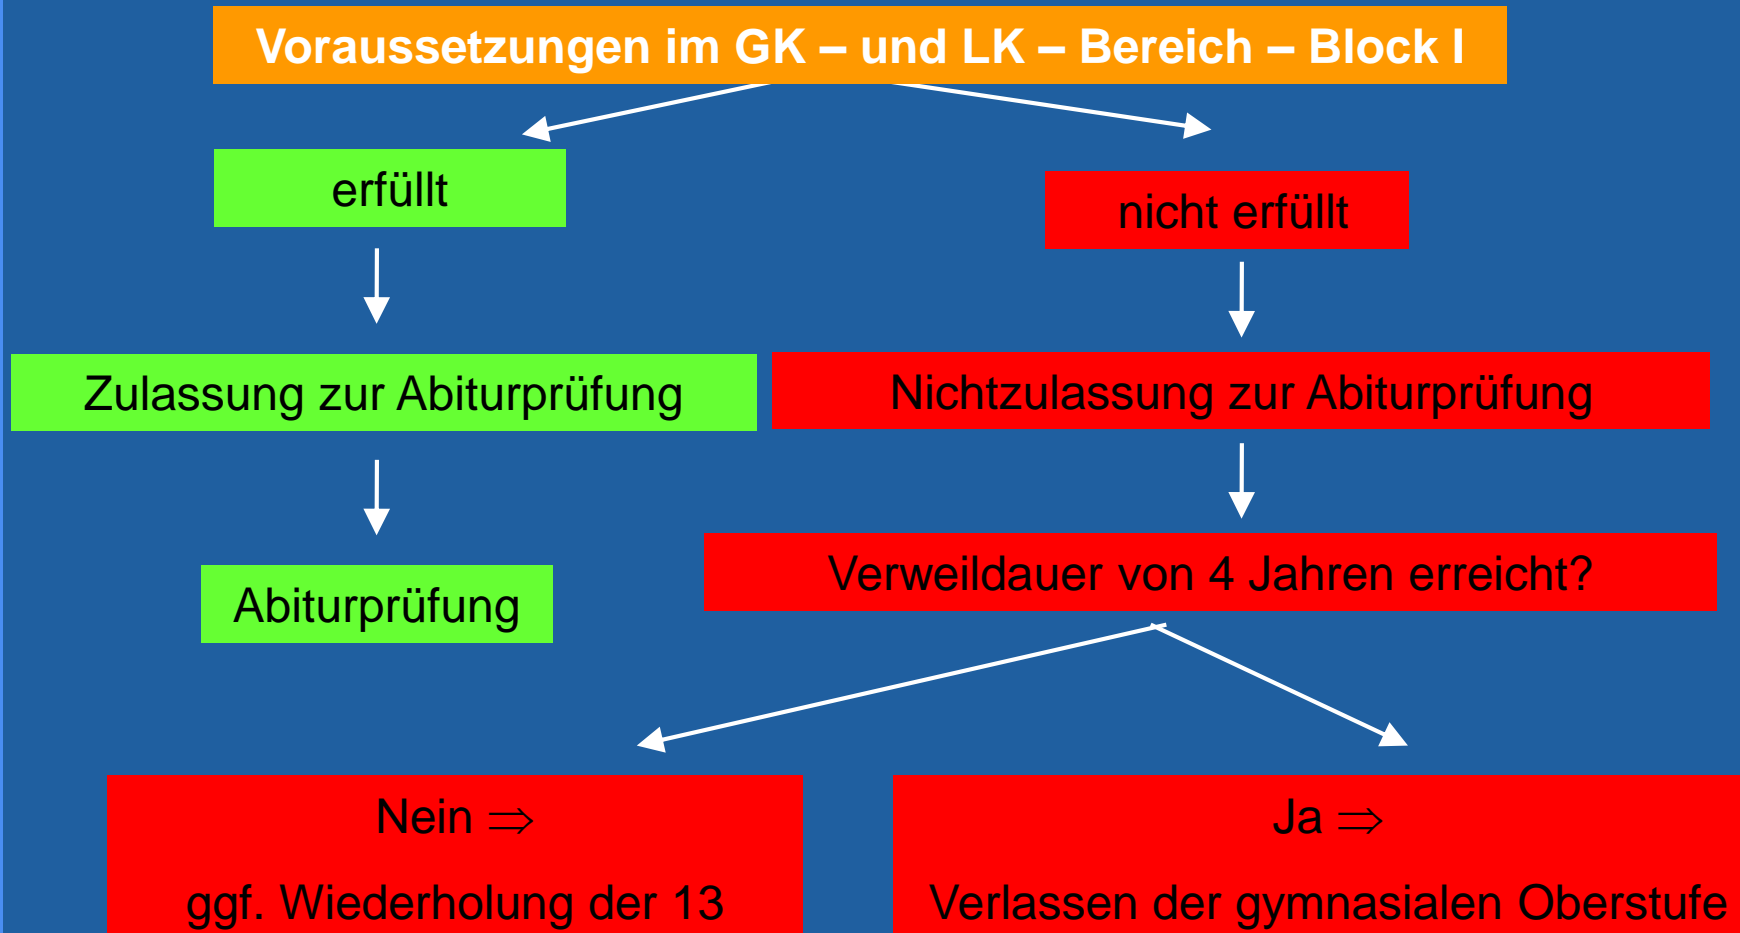 Voraussetzungen im GK – und LK – Bereich – Block I
erfüllt
nicht erfüllt
Zulassung zur Abiturprüfung
Nichtzulassung zur Abiturprüfung
Verweildauer von 4 Jahren erreicht?
Abiturprüfung
Nein ⇒
ggf. Wiederholung der 13
Ja ⇒
Verlassen der gymnasialen Oberstufe